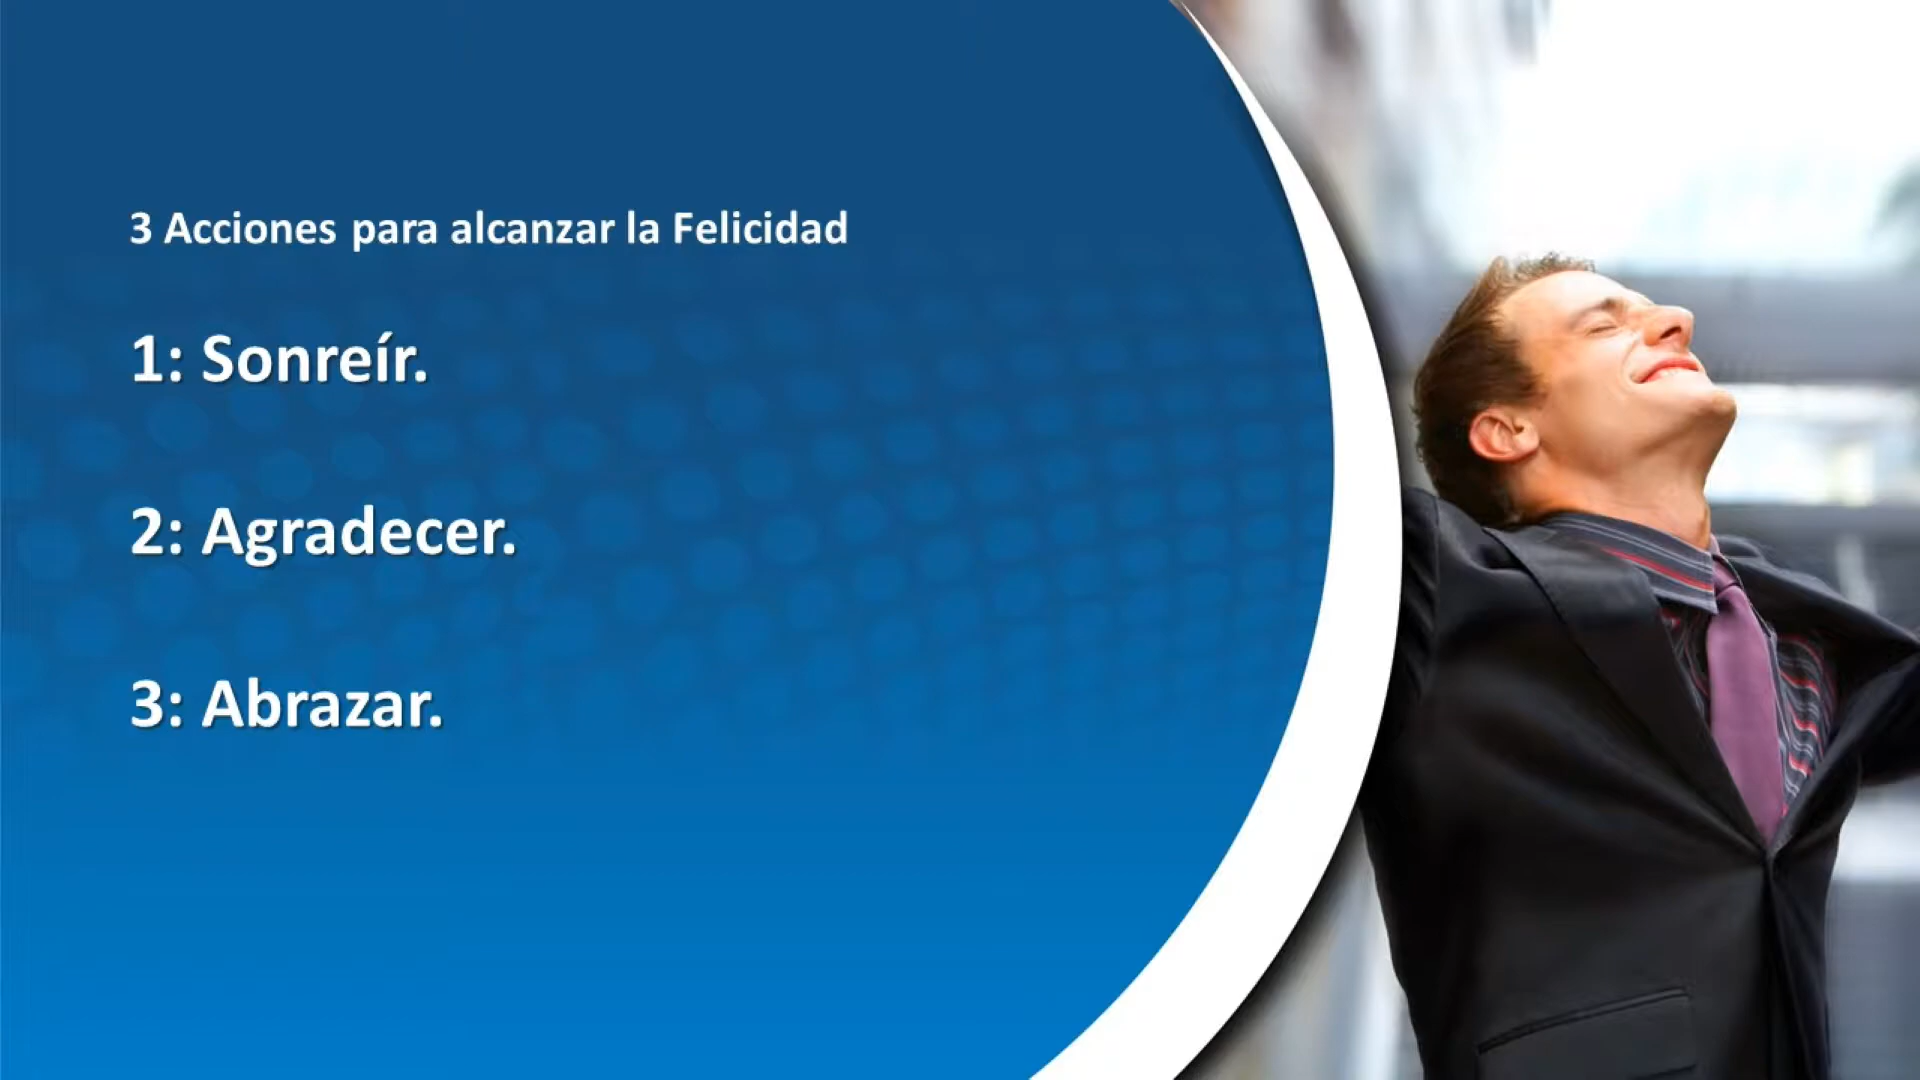 3 Acciones para alcanzar la Felicidad
1: Sonreír.
2: Agradecer.
3: Abrazar.